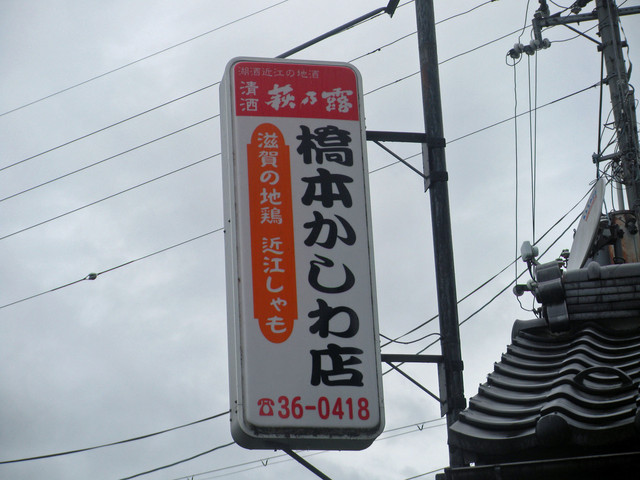 湖酒近江の地酒
清酒 萩乃露
橋本かしわ店
滋賀の地鶏 近江しゃも
☎36-0418